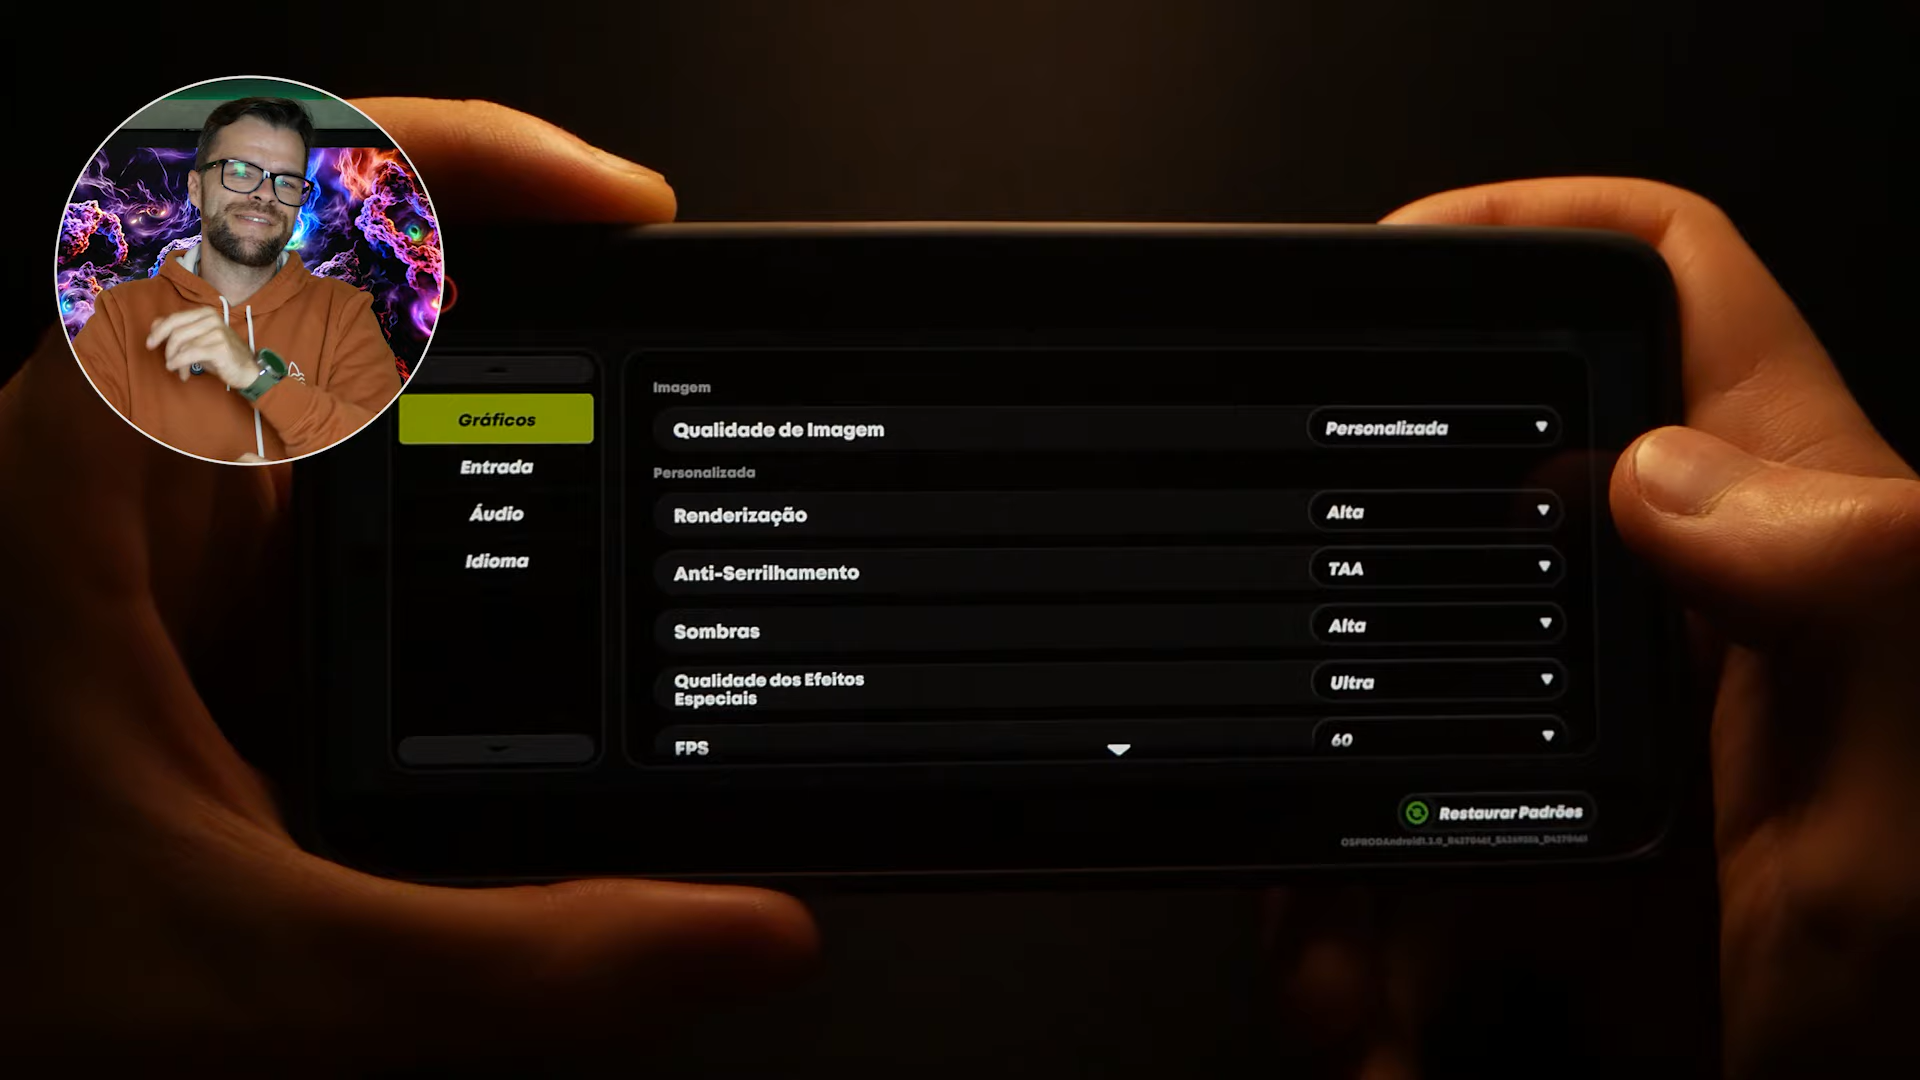 Gráficos
Entrada
Áudio
Idioma
Imagem
Qualidade de Imagem
Personalizada
Personalizada
Renderização
Alta
Anti-Serrilhamento
TAA
Sombras
Alta
Qualidade dos Efeitos
Especiais
Ultra
FPS
60
Restaurar Padrões